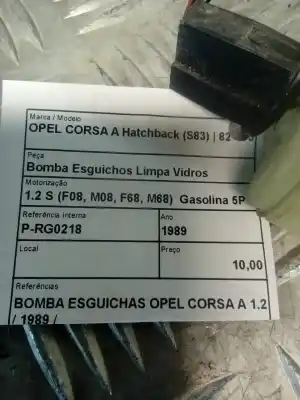 Marca / Modelo
OPEL CORSA A Hatchback (S83) | 82
Peça
Bomba Esguichos Limpa Vidros
Motorização
1.2 S (F08, M08, F68, M68) Gasolina 5P
Referência Interna Ano
P-RG0218 1989
Local Preço
10,00
Referências
BOMBA ESGUICHAS OPEL CORSA A 1.2
/ 1989 /